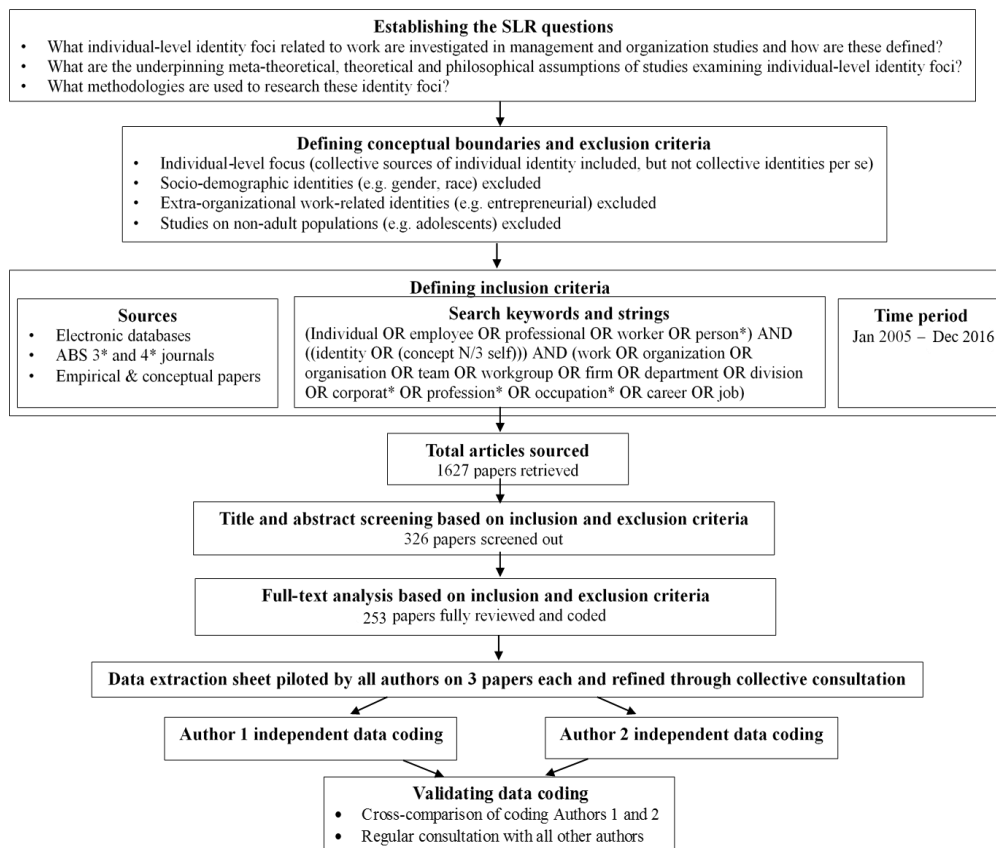 Establishing the SLR questions
• What individual-level identity foci related to work are investigated in management and organization studies and how are these defined?
• What are the underpinning meta-theoretical, theoretical and philosophical assumptions of studies examining individual-level identity foci?
• What methodologies are used to research these identity foci?
Defining conceptual boundaries and exclusion criteria
• Individual-level focus (collective sources of individual identity included, but not collective identities per se)
• Socio-demographic identities (e.g. gender, race) excluded
• Extra-organizational work-related identities (e.g. entrepreneurial) excluded
• Studies on non-adult populations (e.g. adolescents) excluded
Defining inclusion criteria
Sources
• Electronic databases
• ABS 3* and 4* journals
• Empirical & conceptual papers
Search keywords and strings
(Individual OR employee OR professional OR worker OR person*) AND
((identity OR (concept N/3 self))) AND (work OR organization OR
organisation OR team OR workgroup OR firm OR department OR division
OR corporat* OR profession* OR occupation* OR career OR job)
Time period
Jan 2005 – Dec 2016
Total articles sourced
1627 papers retrieved
Title and abstract screening based on inclusion and exclusion criteria
326 papers screened out
Full-text analysis based on inclusion and exclusion criteria
253 papers fully reviewed and coded
Data extraction sheet piloted by all authors on 3 papers each and refined through collective consultation
Author 1 independent data coding
Author 2 independent data coding
Validating data coding
• Cross-comparison of coding Authors 1 and 2
• Regular consultation with all other authors